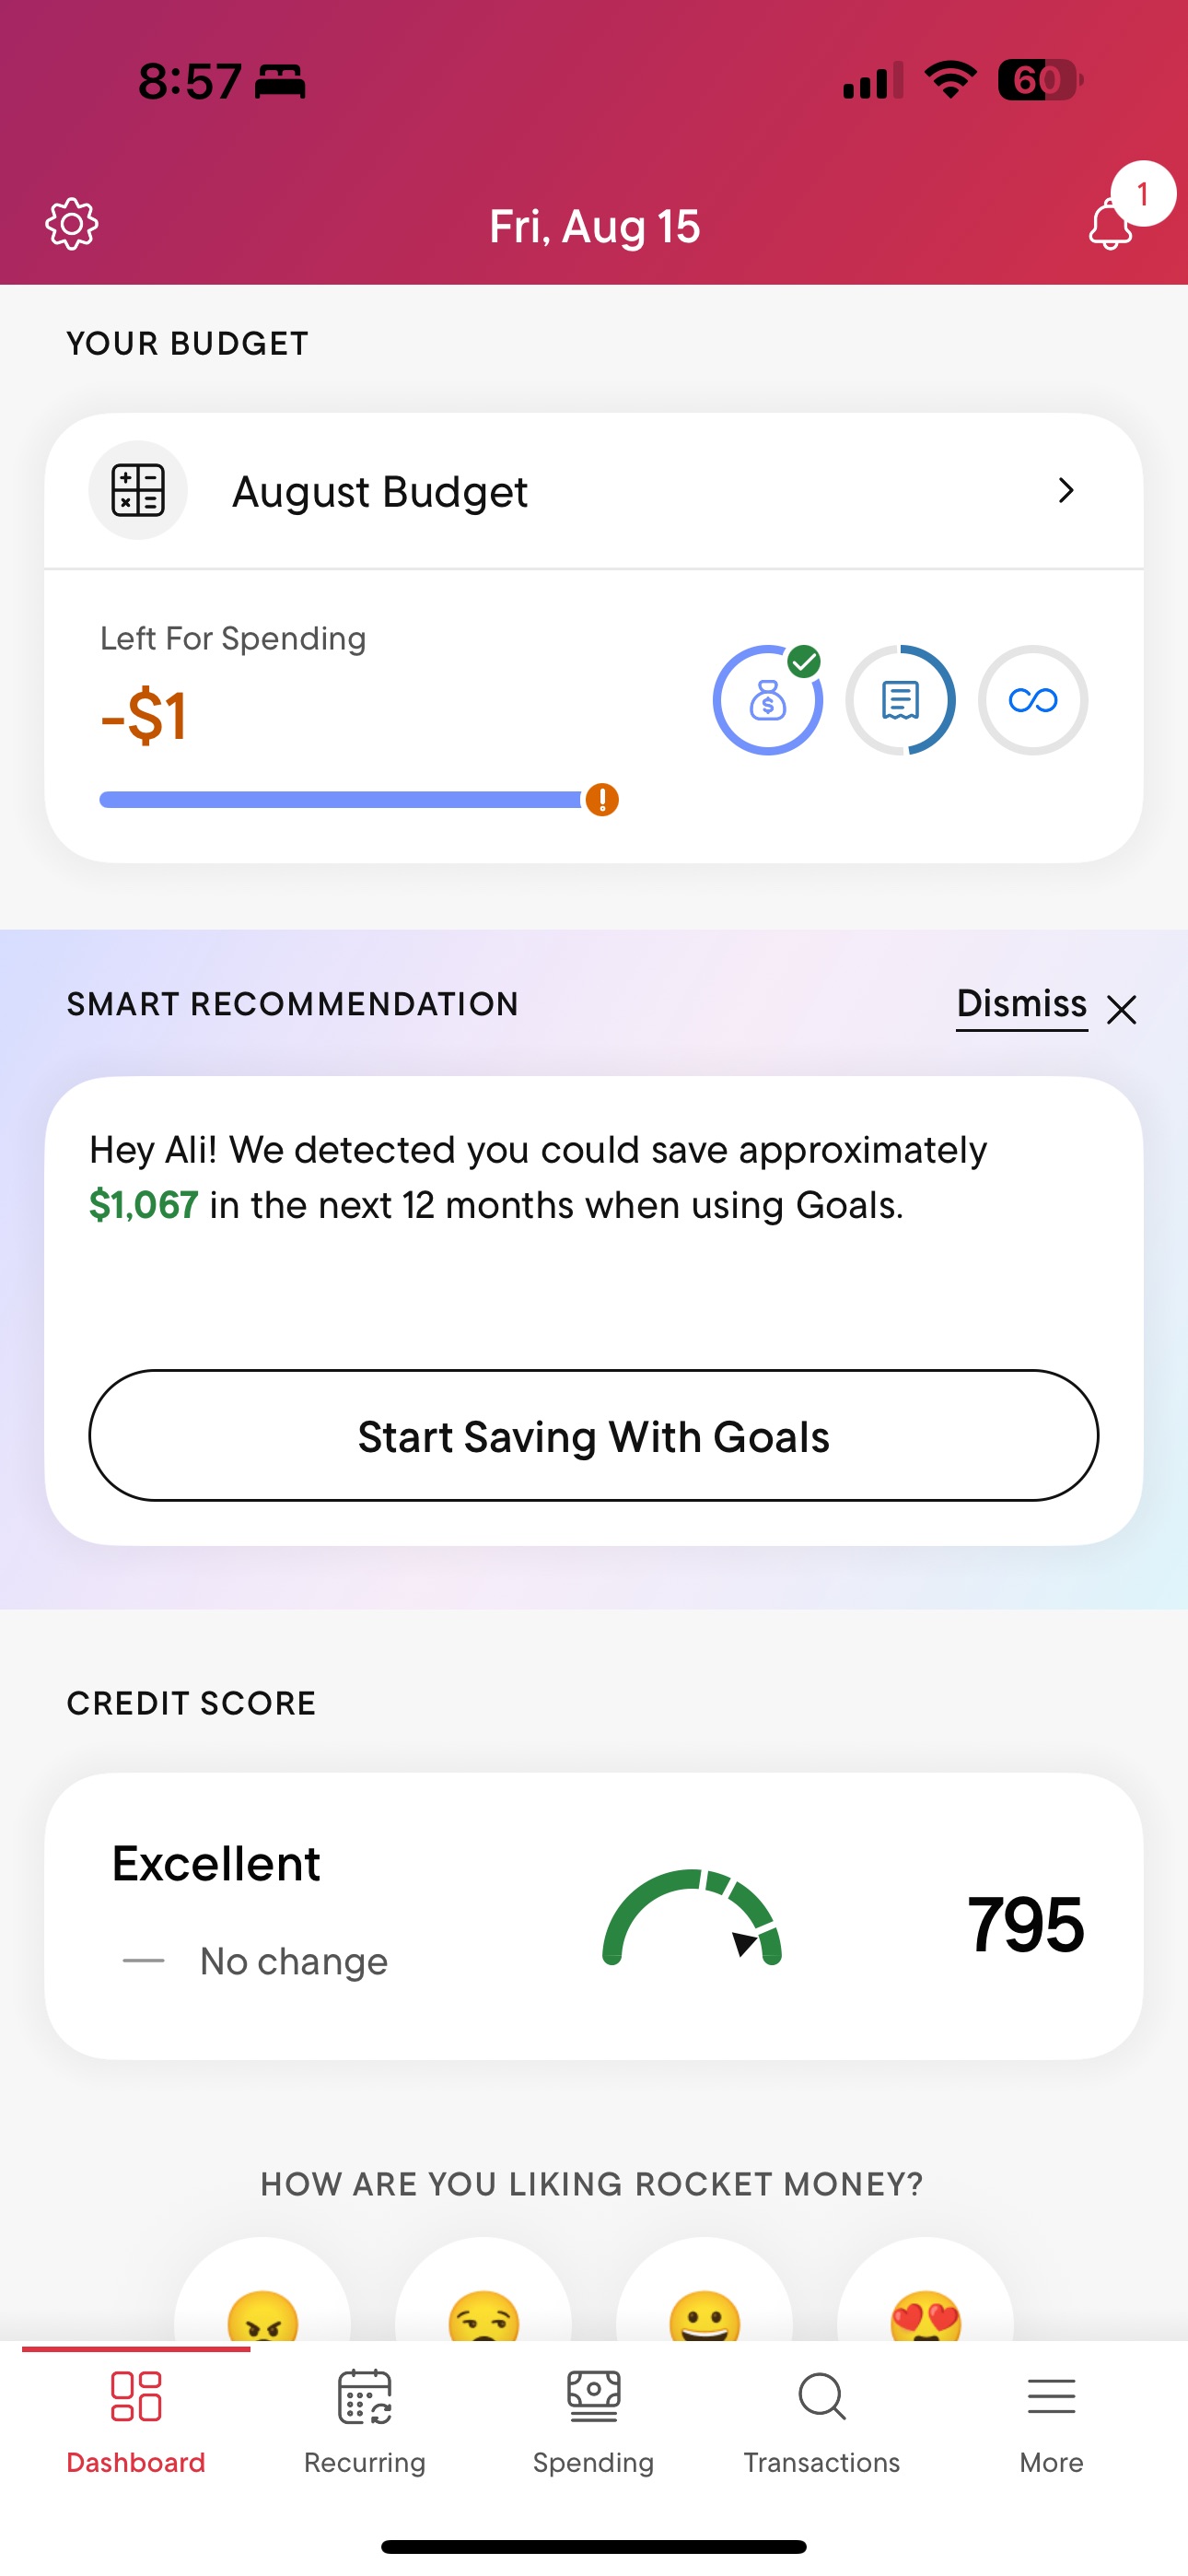 8:57
60
1
Fri, Aug 15
YOUR BUDGET
August Budget
Left For Spending
-$1
SMART RECOMMENDATION
Dismiss
Hey Ali! We detected you could save approximately
$1,067 in the next 12 months when using Goals.
Start Saving With Goals
CREDIT SCORE
Excellent
No change
795
HOW ARE YOU LIKING ROCKET MONEY?
Dashboard
Recurring
Spending
Transactions
More